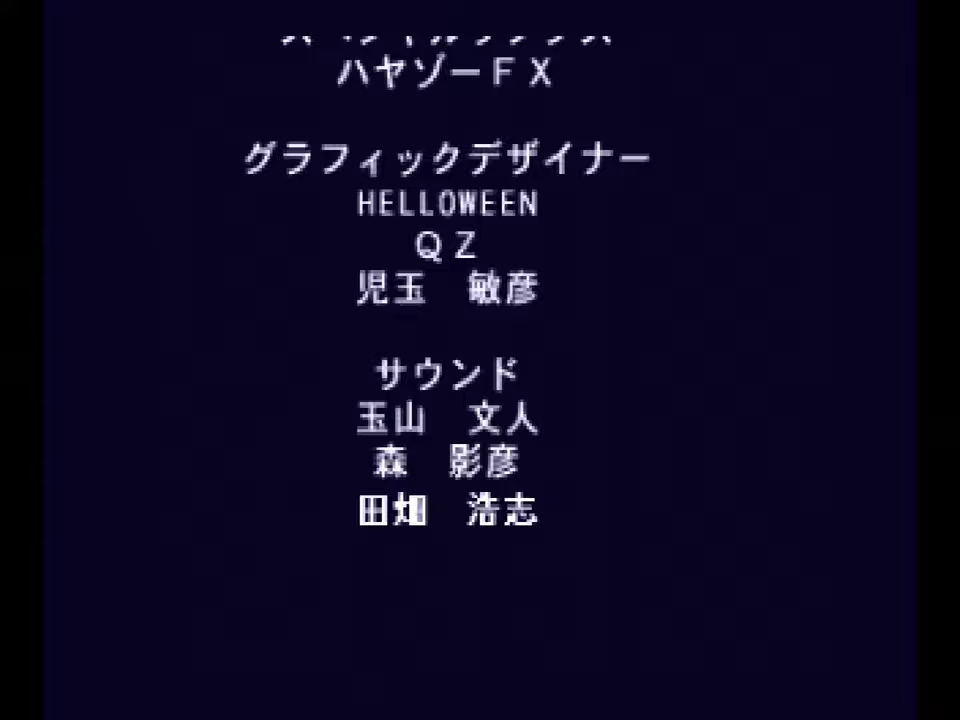 ハヤゾーＦＸ
グラフィックデザイナー
HELLOWEEN
ＱＺ
児玉　敏彦
サウンド
玉山　文人
森　影彦
田畑　浩志